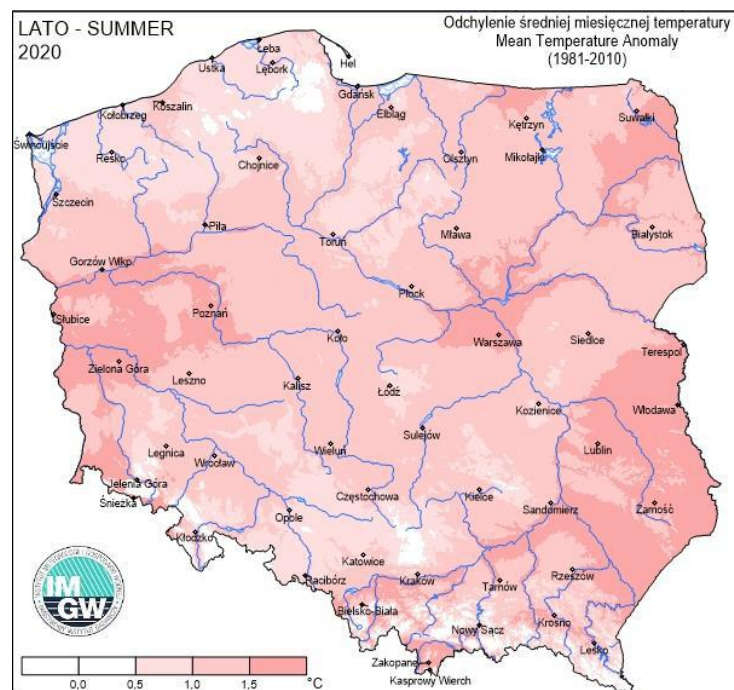 LATO - SUMMER
2020
Odchylenie średniej miesięcznej temperatury
Mean Temperature Anomaly
(1981-2010)
Łeba
Ustka
Lębork
Hel
Gdańsk
Koszalin
Kołobrzeg
Elbląg
Kętrzyn
Suwałki
Świnoujście
Resko
Chojnice
Olsztyn
Mikołajki
Szczecin
Piła
Toruń
Mława
Białystok
Gorzów Wlkp.
Płock
Słubice
Poznań
Koło
Warszawa
Siedlce
Terespol
Zielona Góra
Leszno
Kalisz
Łódź
Kozienice
Włodawa
Sulejów
Legnica
Wrocław
Wieluń
Lublin
Jelenia Góra
Śnieżka
Częstochowa
Kielce
Sandomierz
Zamość
Opole
Kłodzko
Katowice
Racibórz
Kraków
Tarnów
Rzeszów
Bielsko-Biała
Nowy Sącz
Krosno
Lesko
Zakopane
Kasprowy Wierch
IM
GW
0,0 0,5 1,0 1,5 °C